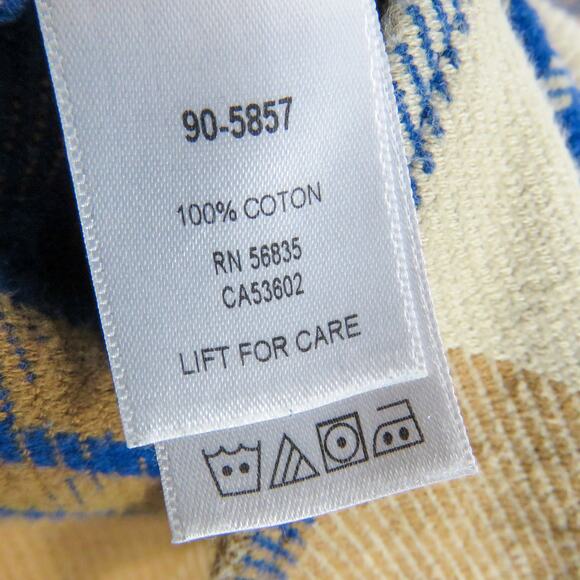 90-5857
100% COTON
RN 56835
CA53602
LIFT FOR CARE